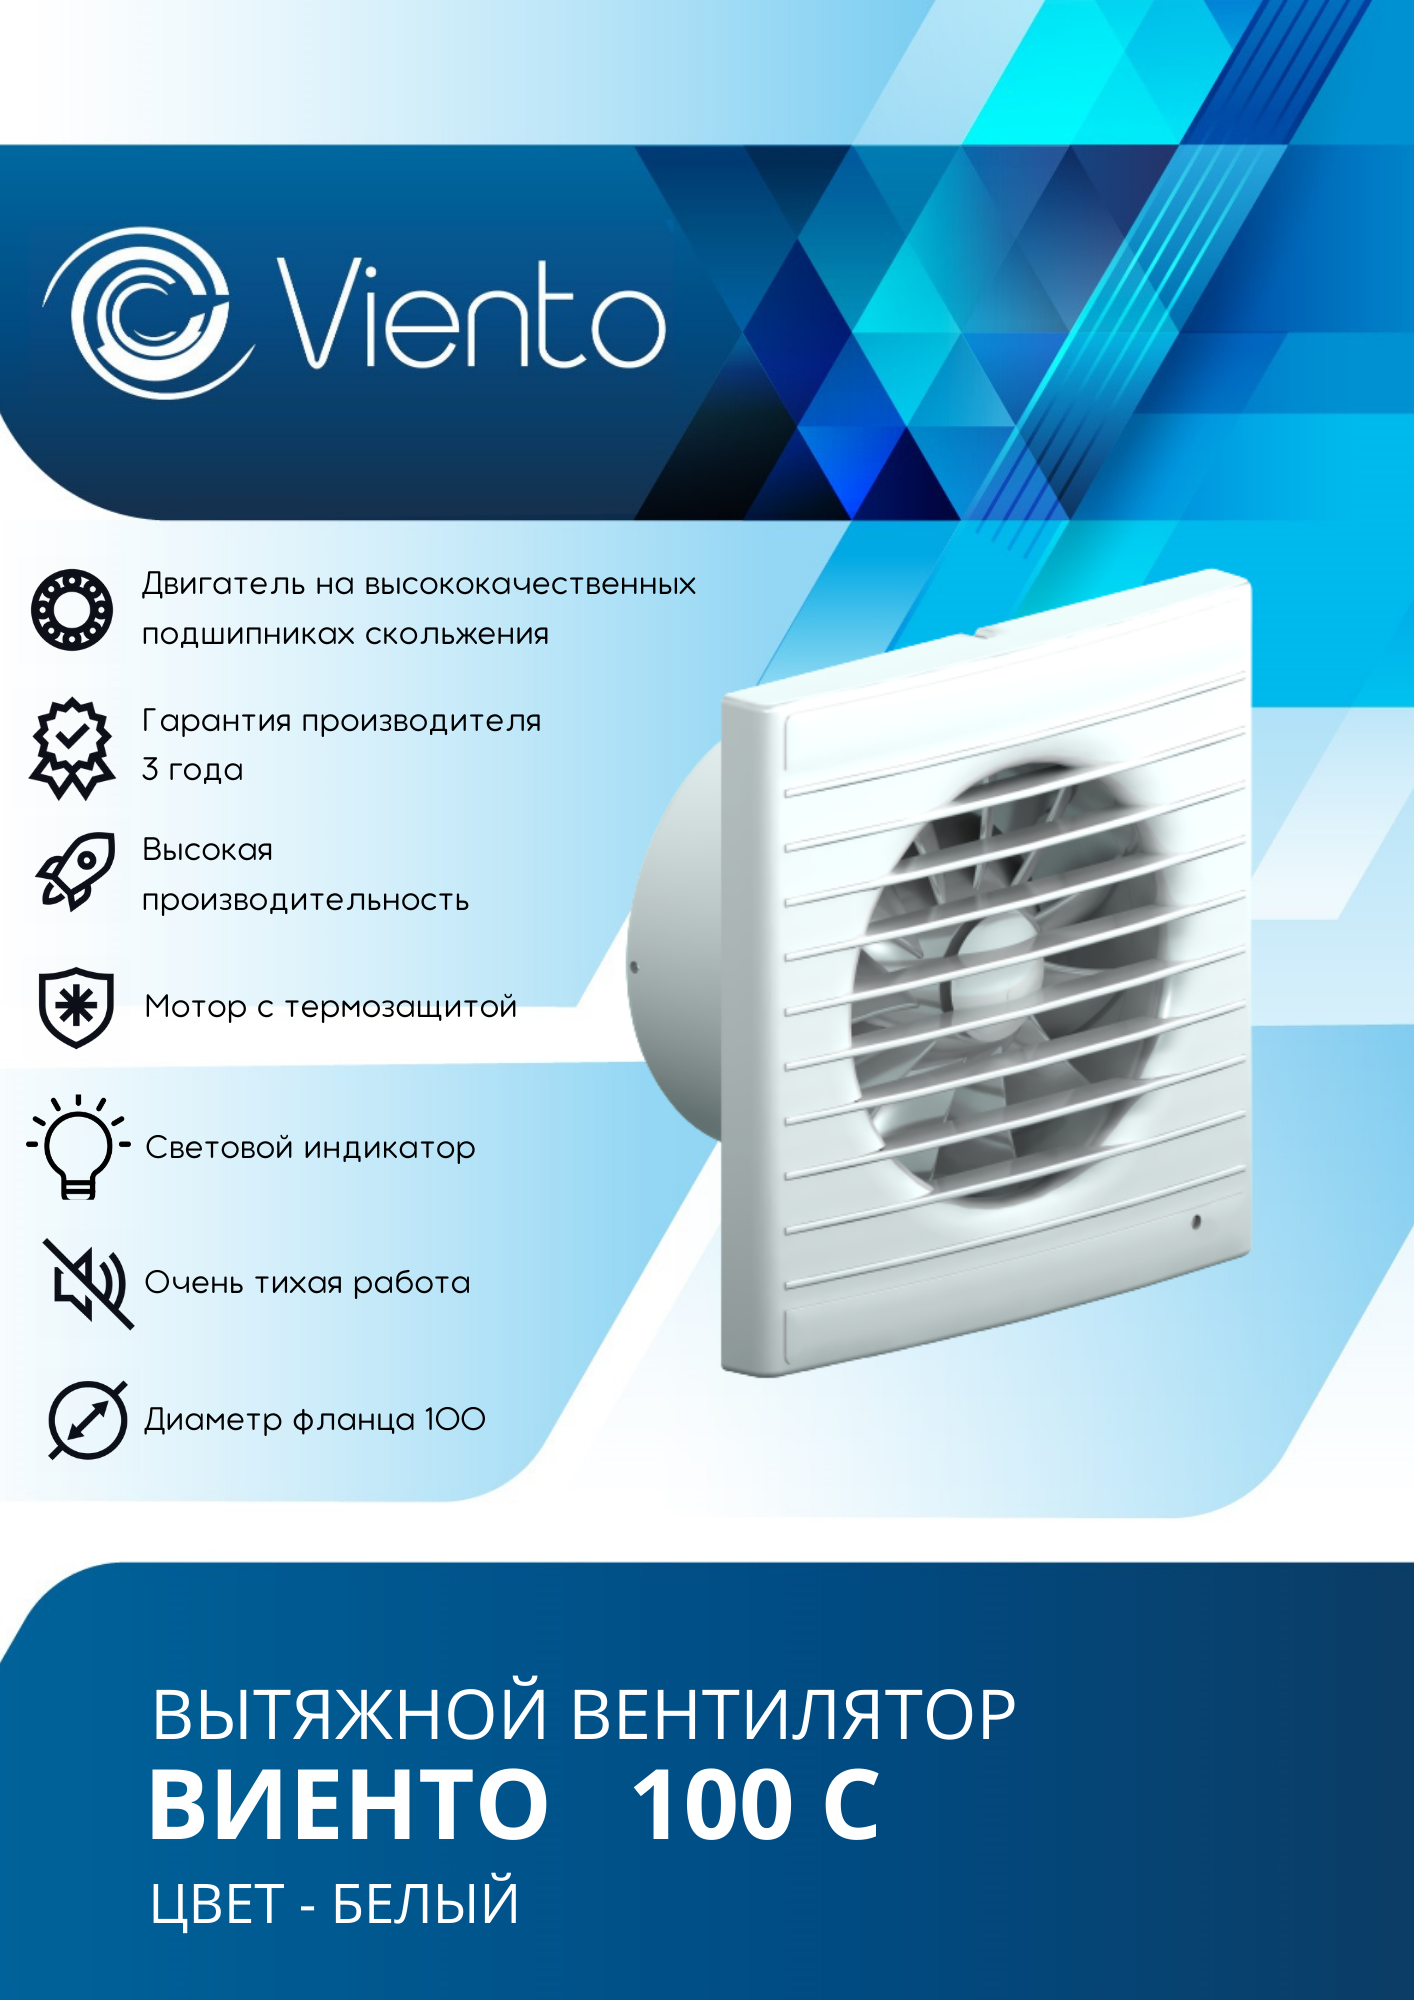 Viento
Двигатель на высококачественных
подшипниках скольжения
Гарантия производителя
3 года
Высокая
производительность
Мотор с термозащитой
Световой индикатор
Очень тихая работа
Диаметр фланца 100
ВЫТЯЖНОЙ ВЕНТИЛЯТОР
ВИЕНТО 100 С
ЦВЕТ - БЕЛЫЙ